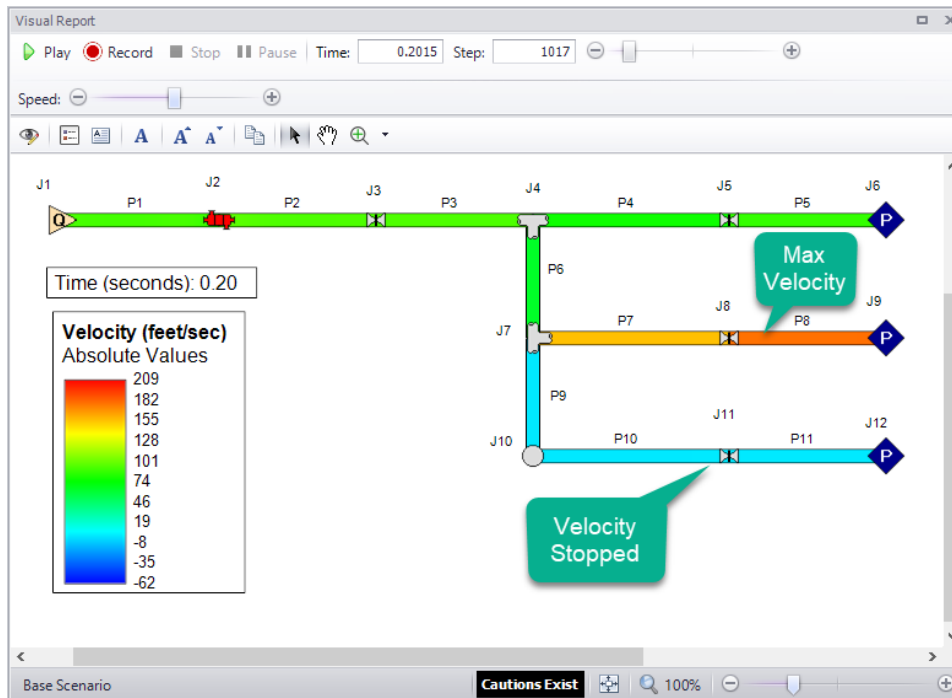 Visual Report
Play Record Stop Pause Time: 0.2015 Step: 1017
Speed:
A A A
J1 J2 J3 J4 J5 J6
P1 P2 P3 P4 P5
Q P
Max
Velocity
Time (seconds): 0.20
P6
Velocity (feet/sec)
Absolute Values
209
182
155
128
101
74
46
19
-8
-35
-62
J7 P7 J8 P8 J9
P
P9
J10 P10 J11 P11 J12
P
Velocity
Stopped
Base Scenario Cautions Exist 100%